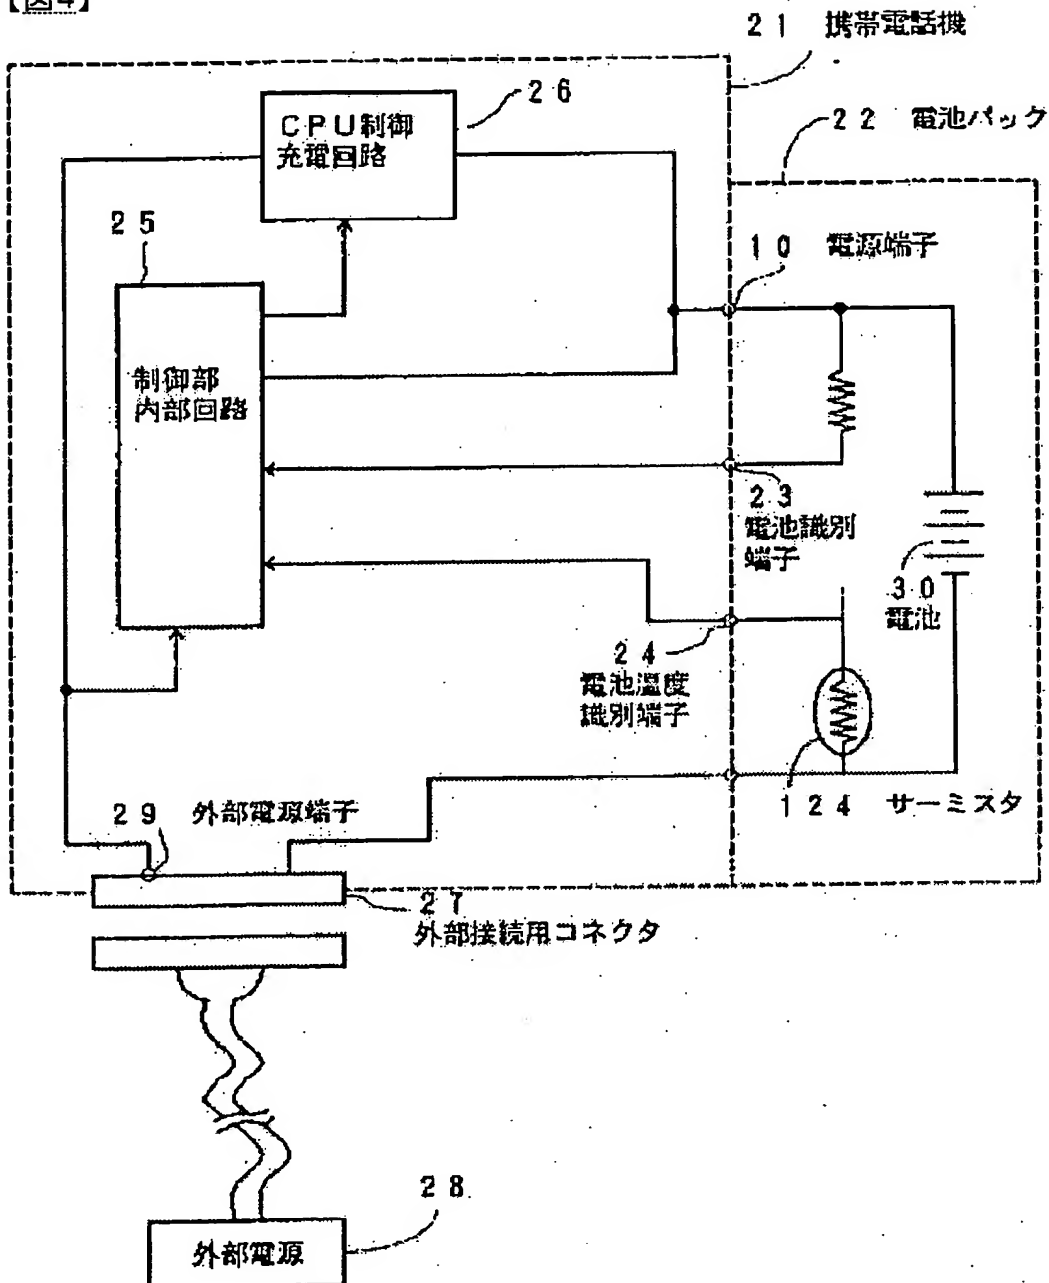 【図4】
21 携帯電話機
26
CPU制御
充電回路
22 電池パック
25
10 電源端子
制御部
内部回路
23
電池識別
端子
30
電池
24
電池温度
識別端子
124 サーミスタ
29 外部電源端子
27
外部接続用コネクタ
28
外部電源